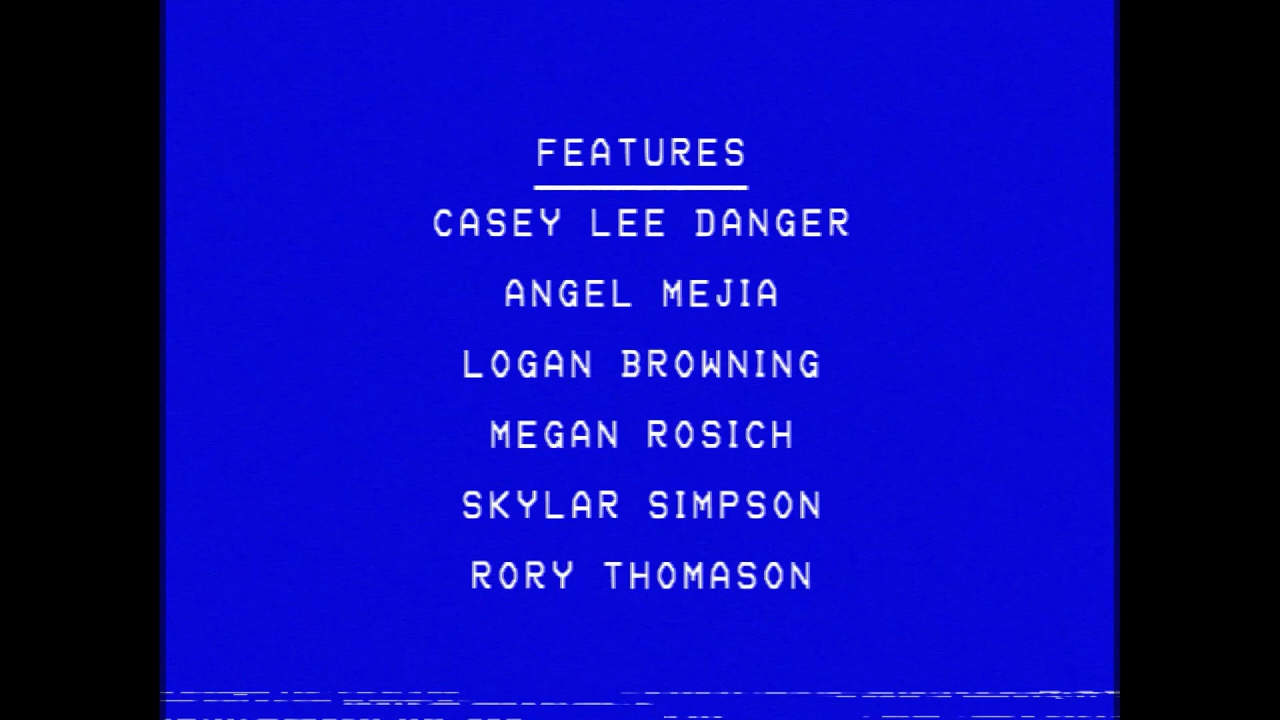 FEATURES
CASEY LEE DANGER
ANGEL MEJIA
LOGAN BROWNING
MEGAN ROSICH
SKYLAR SIMPSON
RORY THOMASON